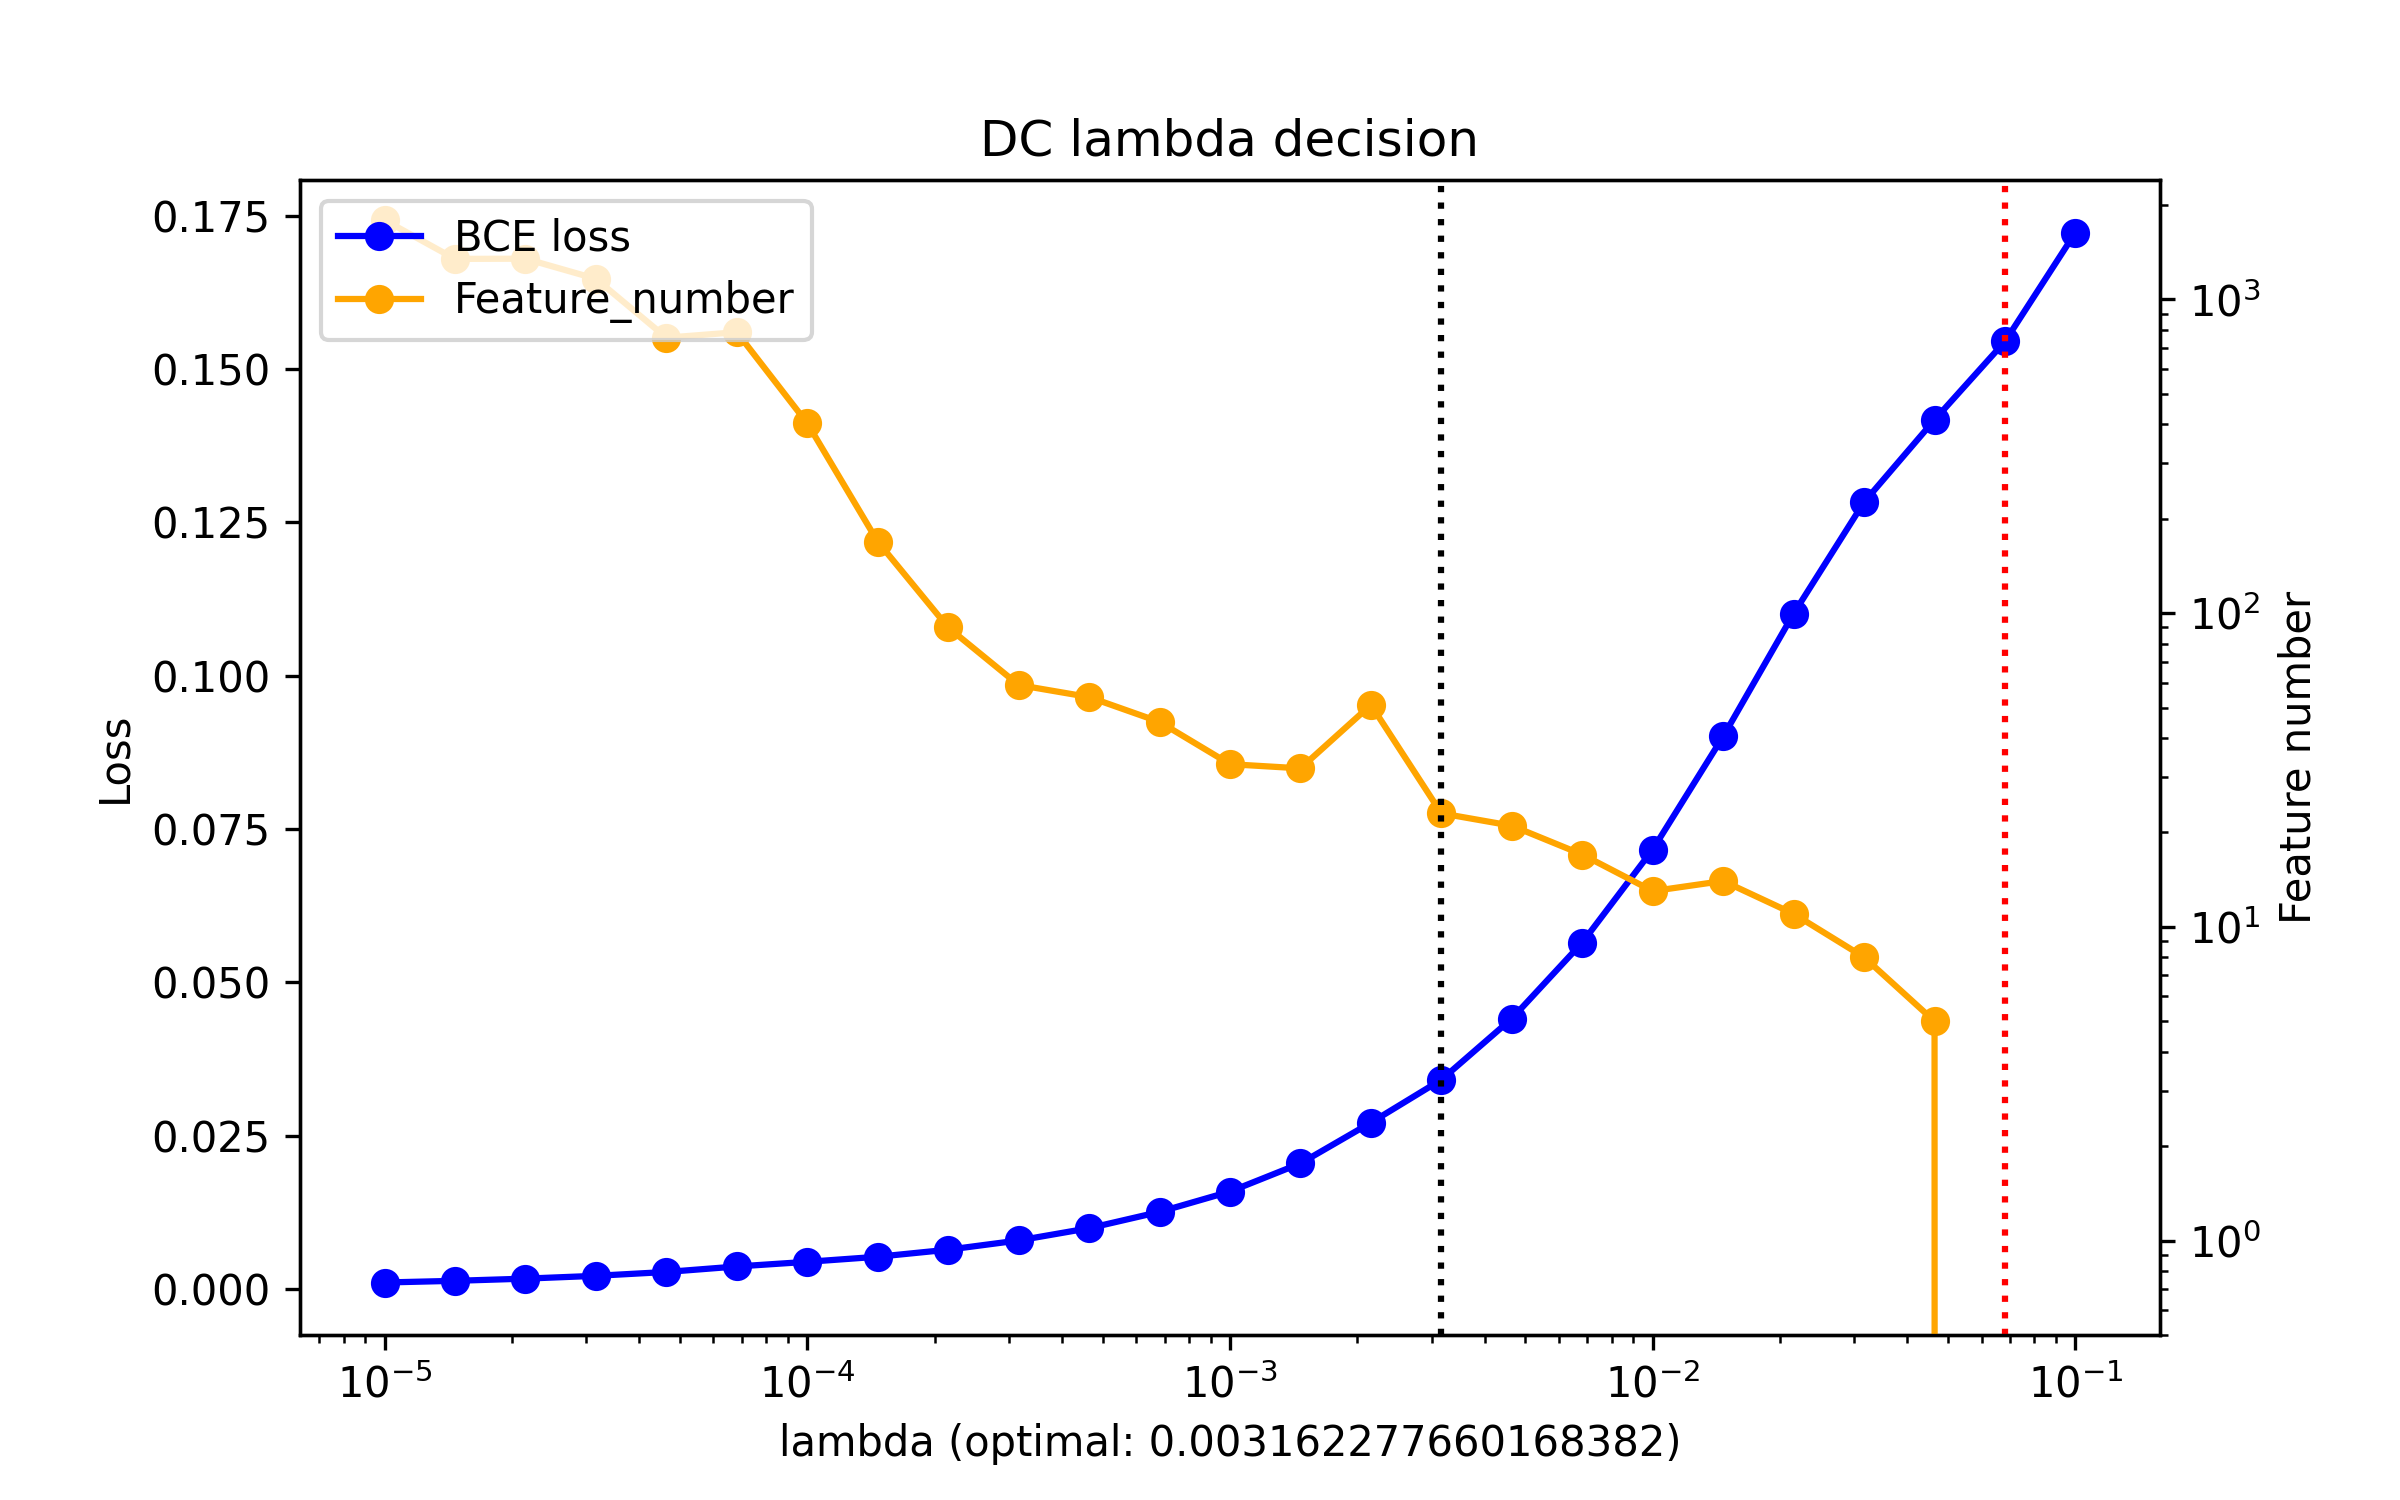 DC lambda decision
BCE loss
Feature_number
0.175
0.150
0.125
0.100
0.075
0.050
0.025
0.000
Loss
10³
10²
10¹
10⁰
Feature number
10⁻⁵ 10⁻⁴ 10⁻³ 10⁻² 10⁻¹
lambda (optimal: 0.0031622776601683​82)